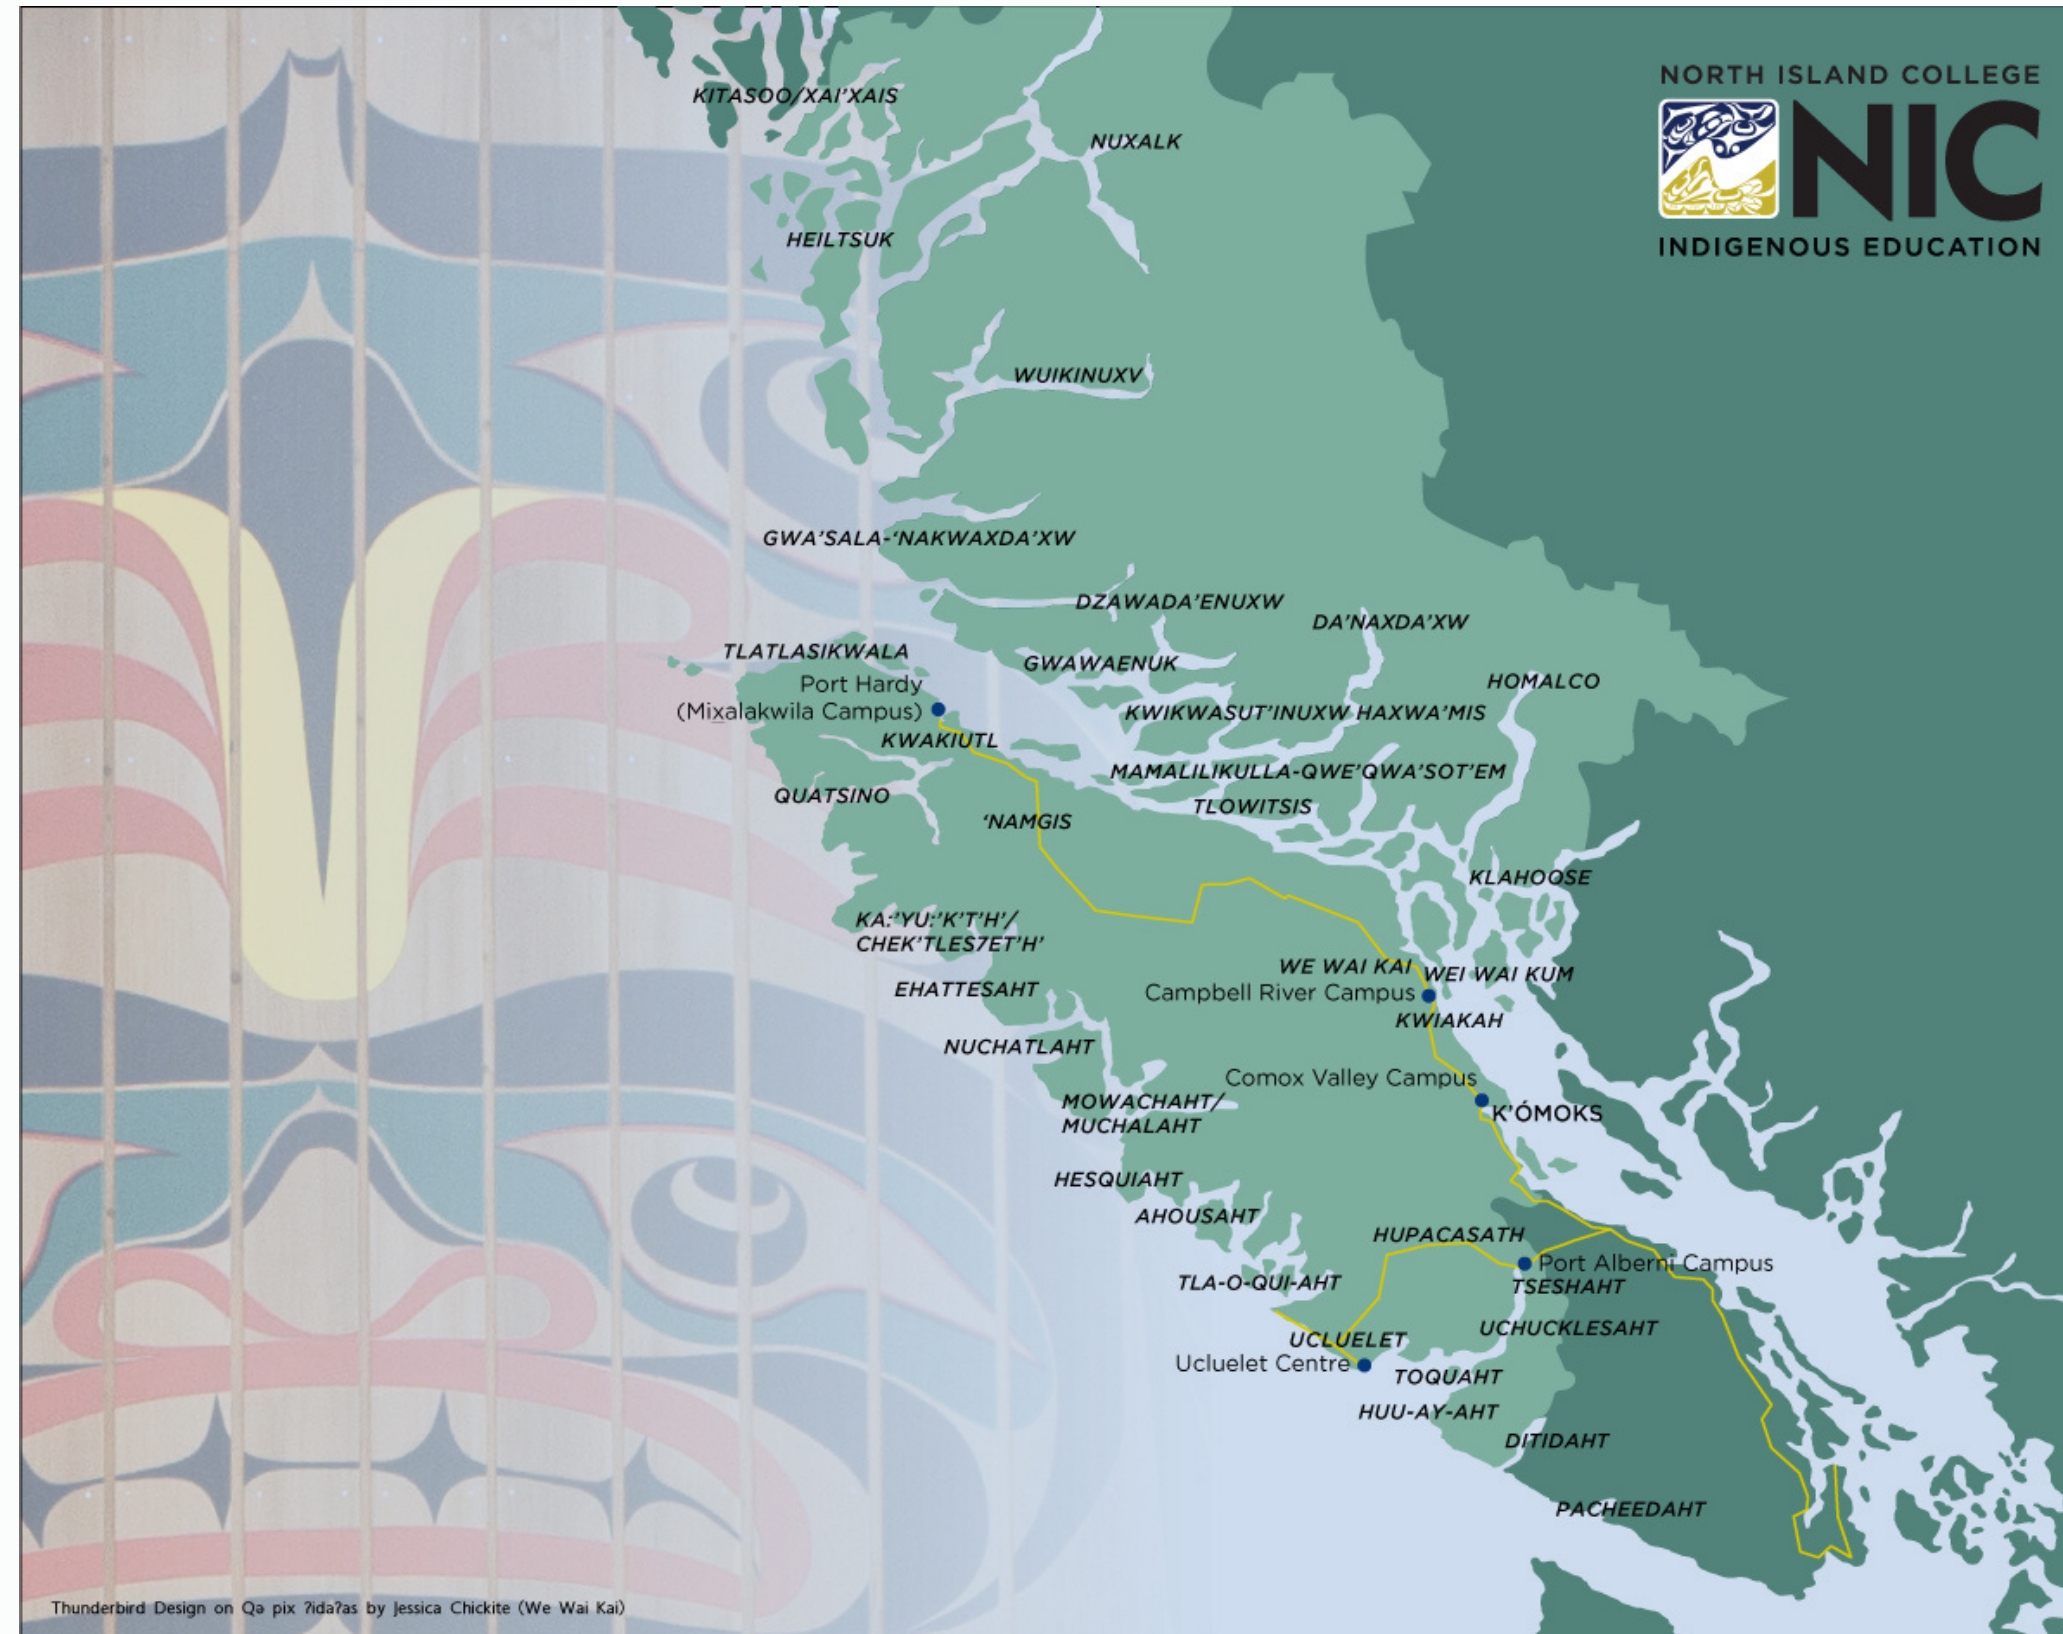 NORTH ISLAND COLLEGE
NIC
INDIGENOUS EDUCATION
KITASOO/XAI'XAIS
NUXALK
HEILTSUK
WUIKINUXV
GWA'SALA-'NAKWAXDA'XW
DZAWADA'ENUXW
DA'NAXDA'XW
TLATLASIKWALA
GWAWAENUK
HOMALCO
Port Hardy
(Mix̲alakwila Campus)
KWIKWASUT'INUXW HAXWA'MIS
KWAKIUTL
MAMALILIKULLA-QWE'QWA'SOT'EM
QUATSINO
TLOWITSIS
'NAMGIS
KLAHOOSE
KA:'YU:'K'T'H'/
CHEK'TLES7ET'H'
WE WAI KAI
WEI WAI KUM
Campbell River Campus
EHATTESAHT
KWIAKAH
NUCHATLAHT
Comox Valley Campus
K'ÓMOKS
MOWACHAHT/
MUCHALAHT
HESQUIAHT
AHOUSAHT
HUPACASATH
Port Alberni Campus
TLA-O-QUI-AHT
TSESHAHT
UCHUCKLESAHT
UCLUELET
Ucluelet Centre
TOQUAHT
HUU-AY-AHT
DITIDAHT
PACHEEDAHT
Thunderbird Design on Qə pix ʔidaʔas by Jessica Chickite (We Wai Kai)